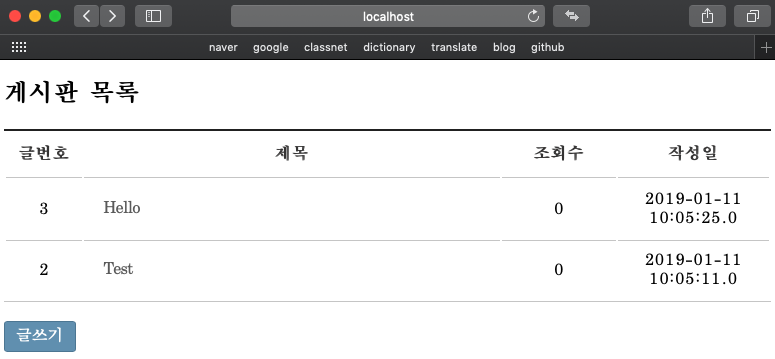 localhost
naver google classnet dictionary translate blog github
게시판 목록
글번호 제목 조회수 작성일
3 Hello 0 2019-01-11
10:05:25.0
2 Test 0 2019-01-11
10:05:11.0
글쓰기